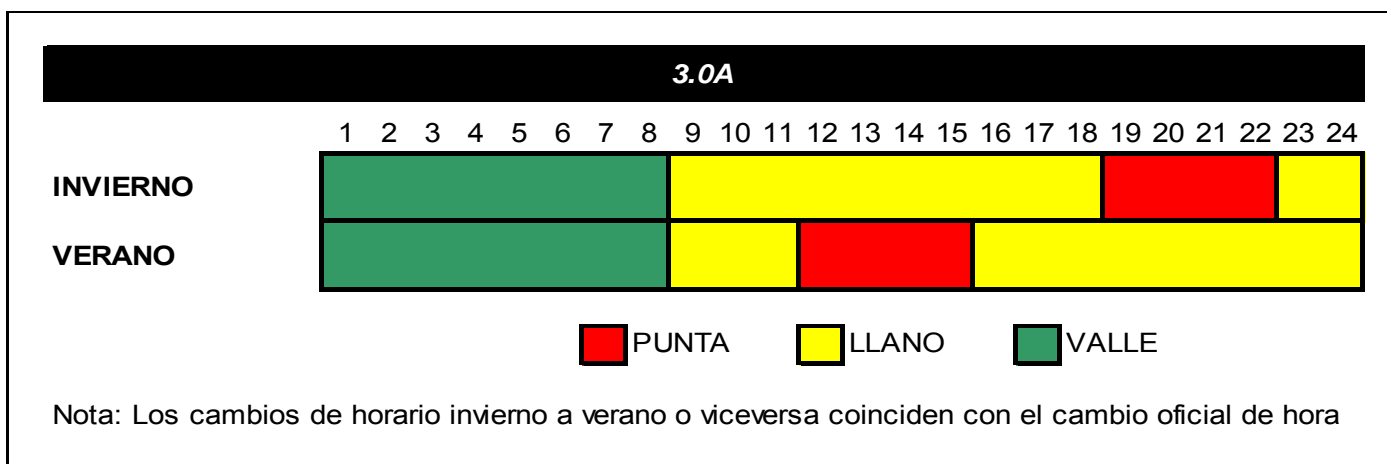 3.0A
1 2 3 4 5 6 7 8 9 10 11 12 13 14 15 16 17 18 19 20 21 22 23 24
INVIERNO
VERANO
PUNTA LLANO VALLE
Nota: Los cambios de horario invierno a verano o viceversa coinciden con el cambio oficial de hora